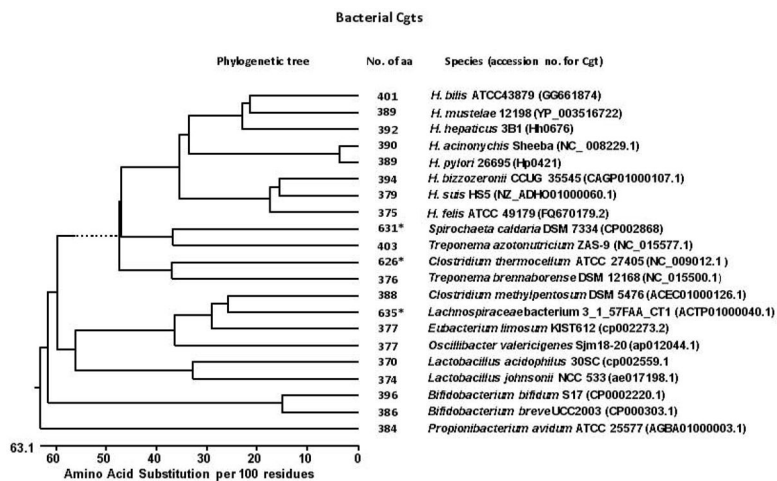 Bacterial Cgts
Phylogenetic tree No. of aa Species (accession no. for Cgt)
401 H. bilis ATCC43879 (GG661874)
389 H. mustelae 12198 (YP_003516722)
392 H. hepaticus 3B1 (Hh0676)
390 H. acinonychis Sheeba (NC_ 008229.1)
389 H. pylori 26695 (Hp0421)
394 H. bizzozeronii CCUG 35545 (CAGP01000107.1)
379 H. suis HS5 (NZ_ADHO01000060.1)
375 H. felis ATCC 49179 (FQ670179.2)
631* Spirochaeta caldaria DSM 7334 (CP002868)
403 Treponema azotonutricium ZAS-9 (NC_015577.1)
626* Clostridium thermocellum ATCC 27405 (NC_009012.1)
376 Treponema brennaborense DSM 12168 (NC_015500.1)
388 Clostridium methylpentosum DSM 5476 (ACEC01000126.1)
635* Lachnospiraceae bacterium 3_1_57FAA_CT1 (ACTP01000040.1)
377 Eubacterium limosum KIST612 (cp002273.2)
377 Oscillibacter valericigenes Sjm18-20 (ap012044.1)
370 Lactobacillus acidophilus 30SC (cp002559.1
374 Lactobacillus johnsonii NCC 533 (ae017198.1)
396 Bifidobacterium bifidum S17 (CP0002220.1)
386 Bifidobacterium breve UCC2003 (CP000303.1)
384 Propionibacterium avidum ATCC 25577 (AGBA01000003.1)
63.1 60 50 40 30 20 10 0
Amino Acid Substitution per 100 residues